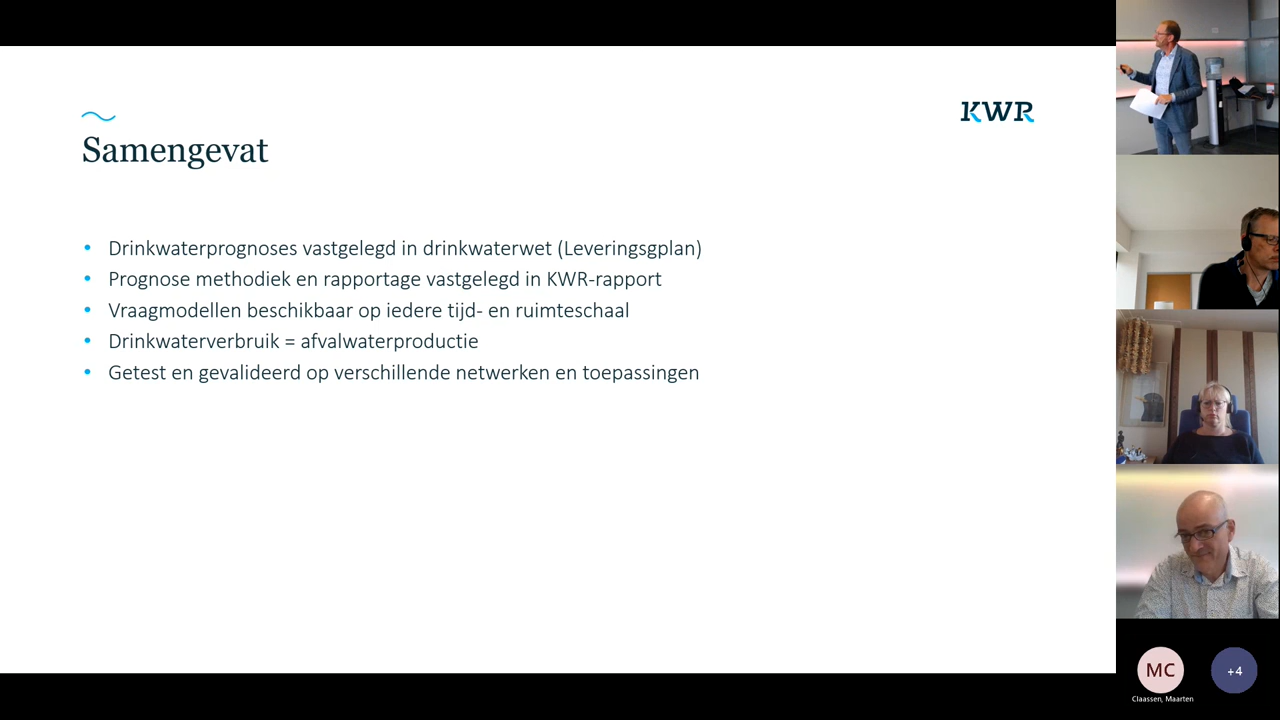 KWR
Samengevat
• Drinkwaterprognoses vastgelegd in drinkwaterwet (Leveringsgplan)
• Prognose methodiek en rapportage vastgelegd in KWR-rapport
• Vraagmodellen beschikbaar op iedere tijd- en ruimteschaal
• Drinkwaterverbruik = afvalwaterproductie
• Getest en gevalideerd op verschillende netwerken en toepassingen
MC
+4
Claassen, Maarten